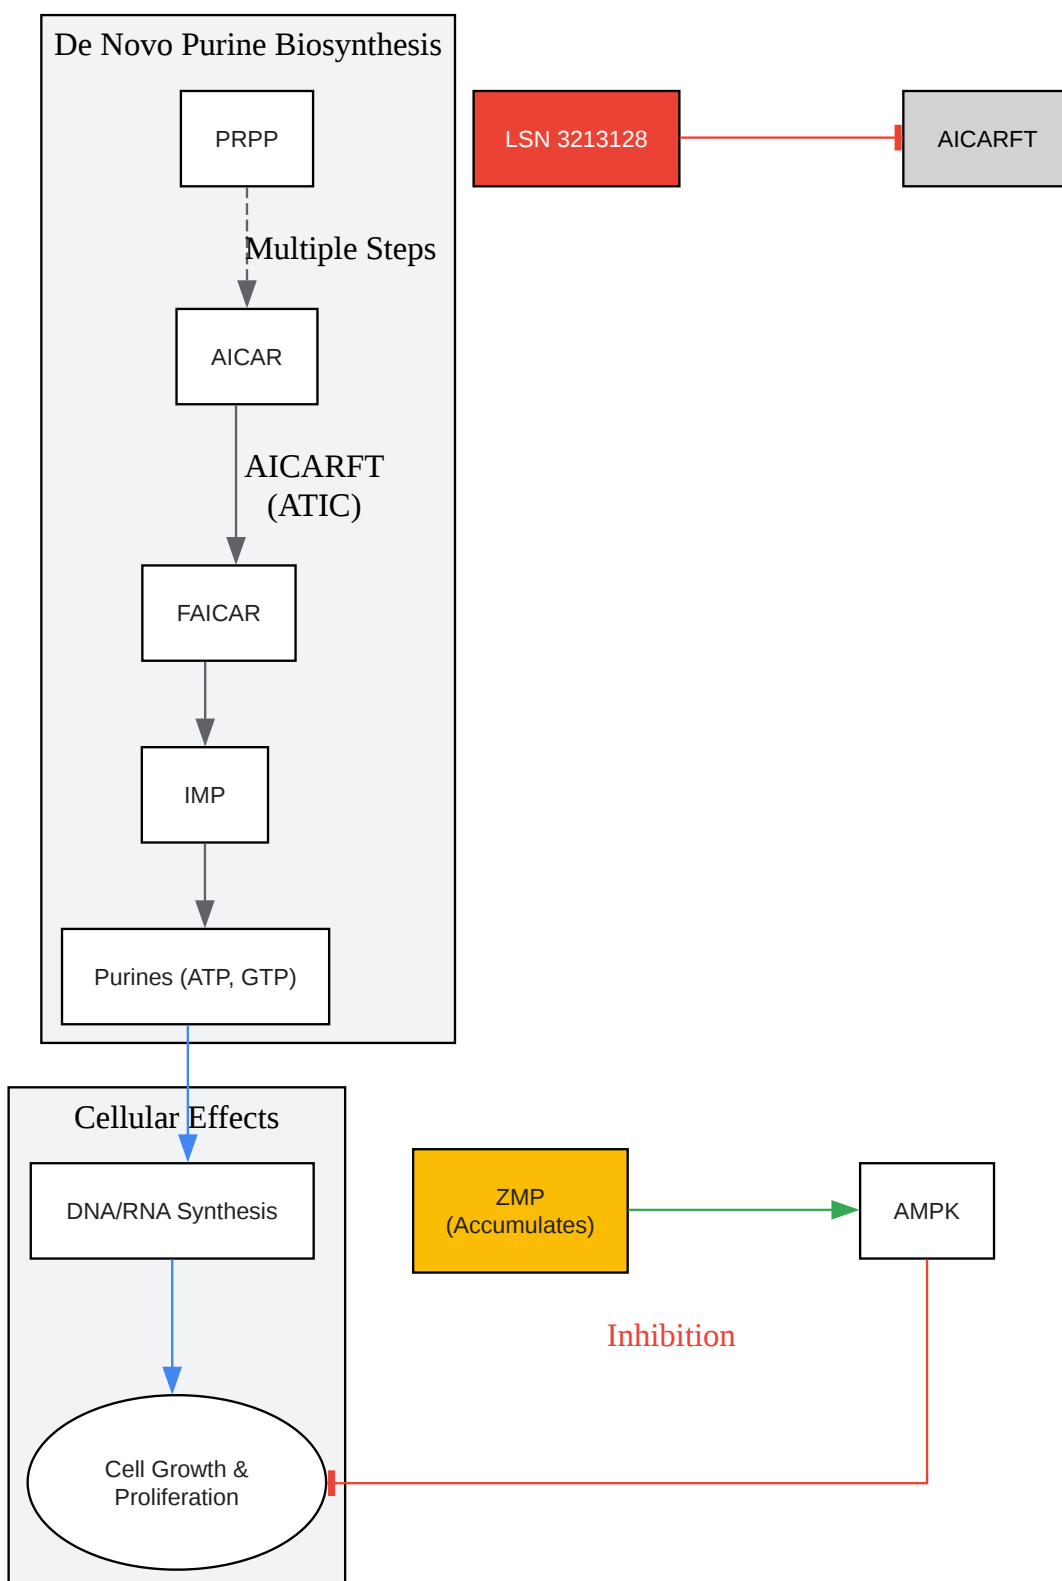 De Novo Purine Biosynthesis
PRPP
LSN 3213128
AICARFT
Multiple Steps
AICAR
AICARFT
(ATIC)
FAICAR
IMP
Purines (ATP, GTP)
Cellular Effects
DNA/RNA Synthesis
ZMP
(Accumulates)
AMPK
Inhibition
Cell Growth &
Proliferation